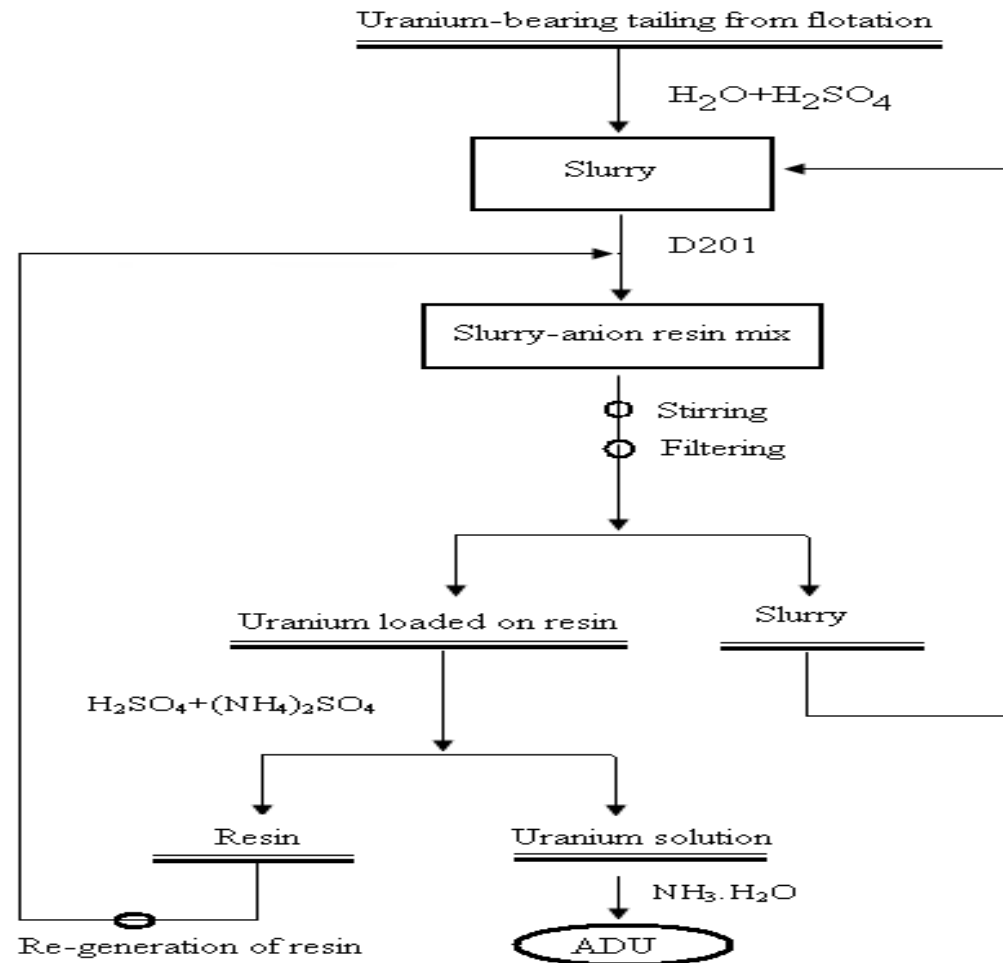 Uranium-bearing tailing from flotation
H₂O+H₂SO₄
Slurry
D201
Slurry-anion resin mix
Stirring
Filtering
Uranium loaded on resin
Slurry
H₂SO₄+(NH₄)₂SO₄
Resin
Uranium solution
NH₃.H₂O
Re-generation of resin
ADU